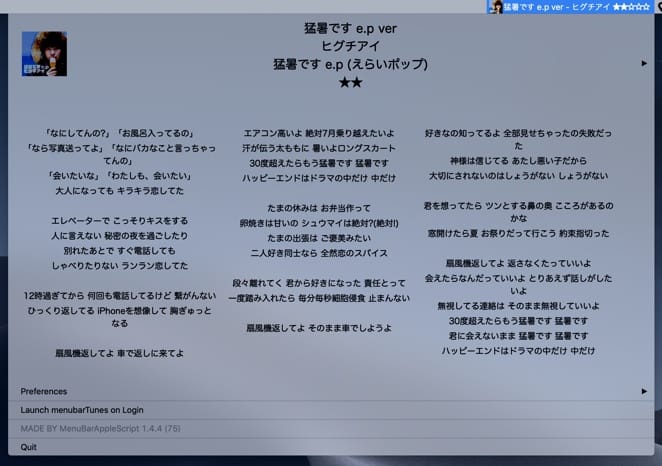 猛暑です e.p ver - ヒグチアイ ★★☆☆☆
猛暑です e.p ver
ヒグチアイ
猛暑です e.p (えらいポップ)
★★
「なにしてんの?」「お風呂入ってるの」
「なら写真送ってよ」「なにバカなこと言っちゃっ
てんの」
「会いたいな」「わたしも、会いたい」
大人になっても キラキラ恋してた
エレベーターで こっそりキスをする
人に言えない 秘密の夜を過ごしたり
別れたあとで すぐ電話しても
しゃべりたりない ランラン恋してた
12時過ぎてから 何回も電話してるけど 繋がんない
ひっくり返してる iPhoneを想像して 胸ぎゅっと
なる
扇風機返してよ 車で返しに来てよ
エアコン高いよ 絶対7月乗り越えたいよ
汗が伝う太ももに 暑いよロングスカート
30度超えたらもう猛暑です 猛暑です
ハッピーエンドはドラマの中だけ 中だけ
たまの休みは お弁当作って
卵焼きは甘いの シュウマイは絶対?(絶対!)
たまの出張は ご褒美みたい
二人好き同士なら 全然恋のスパイス
段々離れてく 君から好きになった 責任とって
一度踏み入れたら 毎分毎秒細胞侵食 止まんない
扇風機返してよ そのまま車でしようよ
好きなの知ってるよ 全部見せちゃったの失敗だっ
た
神様は信じてる あたし悪い子だから
大切にされないのはしょうがない しょうがない
君を想ってたら ツンとする鼻の奥 こころがあるの
かな
窓開けたら夏 お祭りだって行こう 約束指切った
扇風機返してよ 返さなくたっていいよ
会えたらなんだっていいよ とりあえず話しがした
いよ
無視してる連絡は そのまま無視していいよ
30度超えたらもう猛暑です 猛暑です
君に会えないまま 猛暑です 猛暑です
ハッピーエンドはドラマの中だけ 中だけ
Preferences
Launch menubarTunes on Login
MADE BY MenuBarAppleScript 1.4.4 (75)
Quit